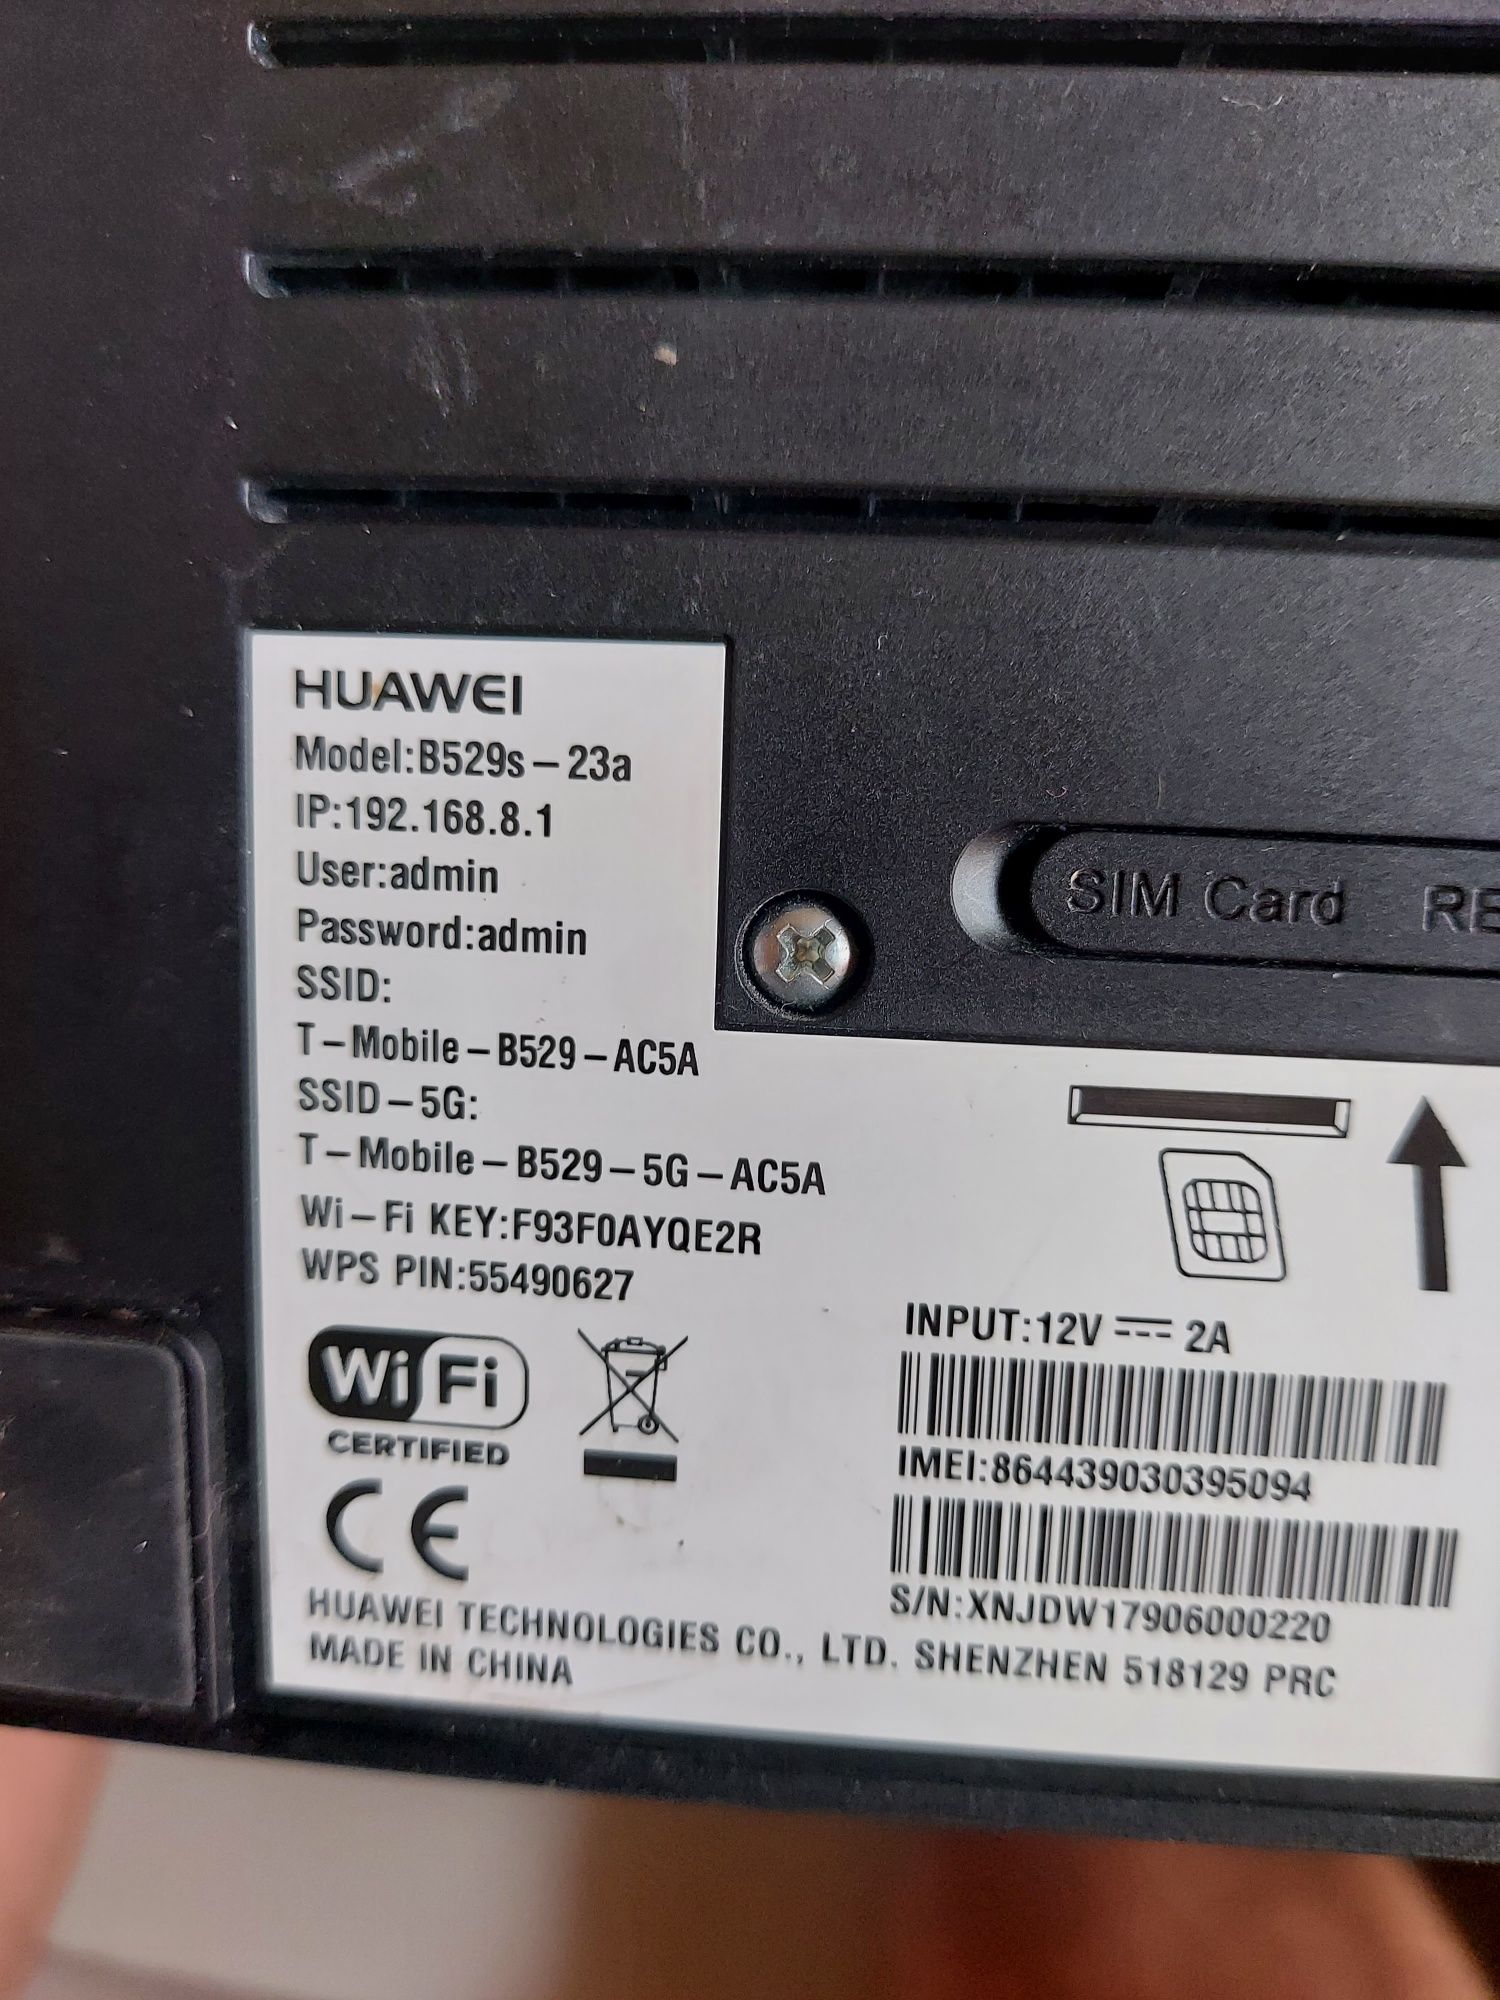 HUAWEI
Model:B529s–23a
IP:192.168.8.1
User:admin
Password:admin
SSID:
T–Mobile–B529–AC5A
SSID–5G:
T–Mobile–B529–5G–AC5A
Wi–Fi KEY:F93F0AYQE2R
WPS PIN:55490627
SIM Card
INPUT:12V ⎓ 2A
IMEI:864439030395094
S/N:XNJDW17906000220
Wi Fi
CERTIFIED
CE
HUAWEI TECHNOLOGIES CO., LTD. SHENZHEN 518129 PRC
MADE IN CHINA